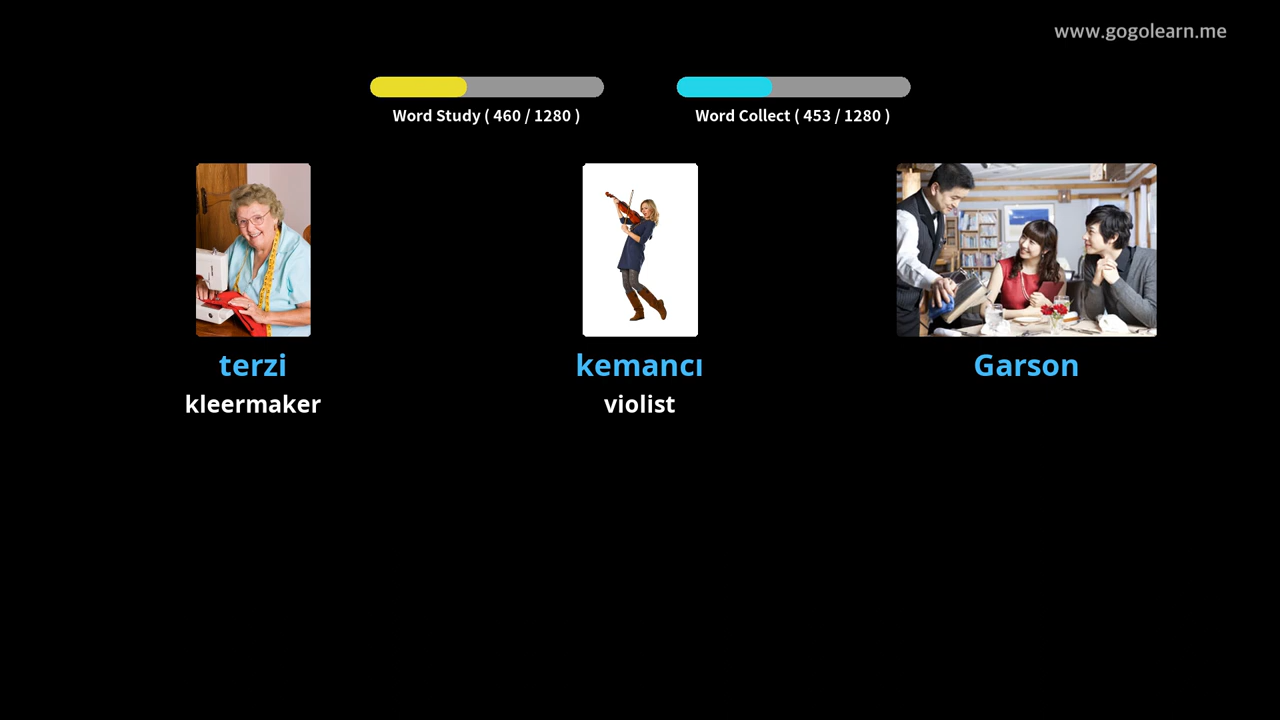 www.gogolearn.me
Word Study ( 460 / 1280 )
Word Collect ( 453 / 1280 )
terzi
kleermaker
kemancı
violist
Garson